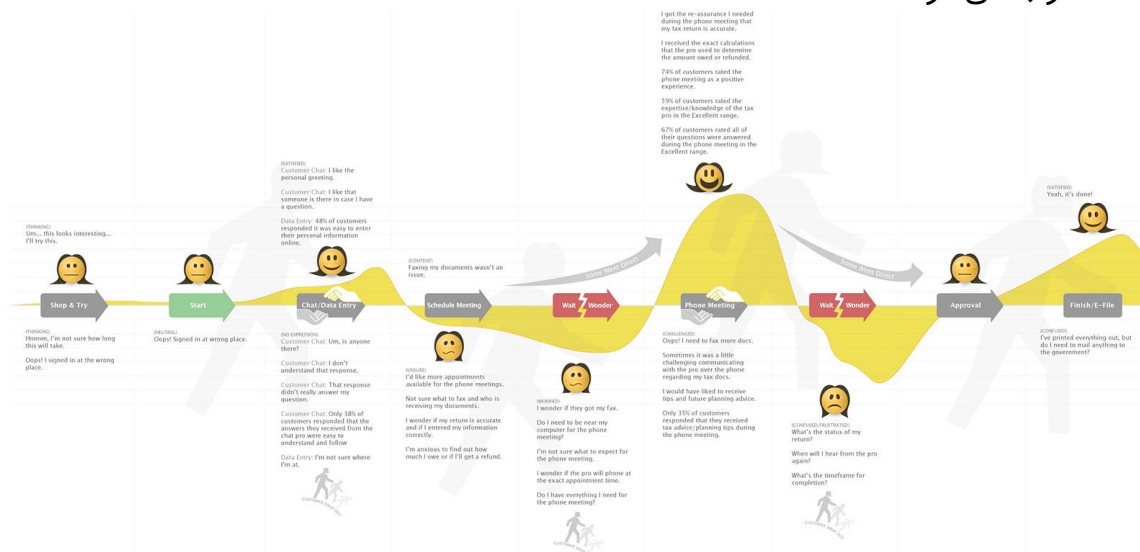 I got the re-assurance I needed
during the phone meeting that
my tax return is accurate.
I received the exact calculations
that the pro used to determine
the amount owed or refunded.
74% of customers rated the
phone meeting as a positive
experience.
59% of customers rated the
expertise/knowledge of the tax
pro in the Excellent range.
67% of customers rated all of
their questions were answered
during the phone meeting in the
Excellent range.
(SATISFIED)
Customer Chat: I like the
personal greeting.
Customer Chat: I like that
someone is there in case I have
a question.
Data Entry: 48% of customers
responded it was easy to enter
their personal information
online.
(SATISFIED)
Yeah, it's done!
(THINKING)
Um... this looks interesting...
I'll try this.
(CONTENT)
Faxing my documents wasn't an
issue.
Some Went Direct
Some Went Direct
Shop & Try
Start
Chat/Data Entry
Schedule Meeting
Wait Wonder
Phone Meeting
Wait Wonder
Approval
Finish/E-File
(THINKING)
Hmmm, I'm not sure how long
this will take.
Oops! I signed in at the wrong
place.
(NEUTRAL)
Oops! Signed in at wrong place.
(NO EXPRESSION)
Customer Chat: Um, is anyone
there?
Customer Chat: I don't
understand that response.
Customer Chat: That response
didn't really answer my
question.
Customer Chat: Only 38% of
customers responded that the
answers they received from the
chat pro were easy to
understand and follow
Data Entry: I'm not sure where
I'm at.
(UNSURE)
I'd like more appointments
available for the phone meetings.
Not sure what to fax and who is
receiving my documents.
I wonder if my return is accurate
and if I entered my information
correctly.
I'm anxious to find out how
much I owe or if I'll get a refund.
(WORRIED)
I wonder if they got my fax.
Do I need to be near my
computer for the phone
meeting?
I'm not sure what to expect for
the phone meeting.
I wonder if the pro will phone at
the exact appointment time.
Do I have everything I need for
the phone meeting?
(CHALLENGED)
Oops! I need to fax more docs.
Sometimes it was a little
challenging communicating
with the pro over the phone
regarding my tax docs.
I would have liked to receive
tips and future planning advice.
Only 35% of customers
responded that they received
tax advice/planning tips during
the phone meeting.
(CONFUSED/FRUSTRATED)
What's the status of my
return?
When will I hear from the pro
again?
What's the timeframe for
completion?
(CONFUSED)
I've printed everything out, but
do I need to mail anything to
the government?
CUSTOMER DROP OUT
CUSTOMER DROP OUT
CUSTOMER DROP OUT